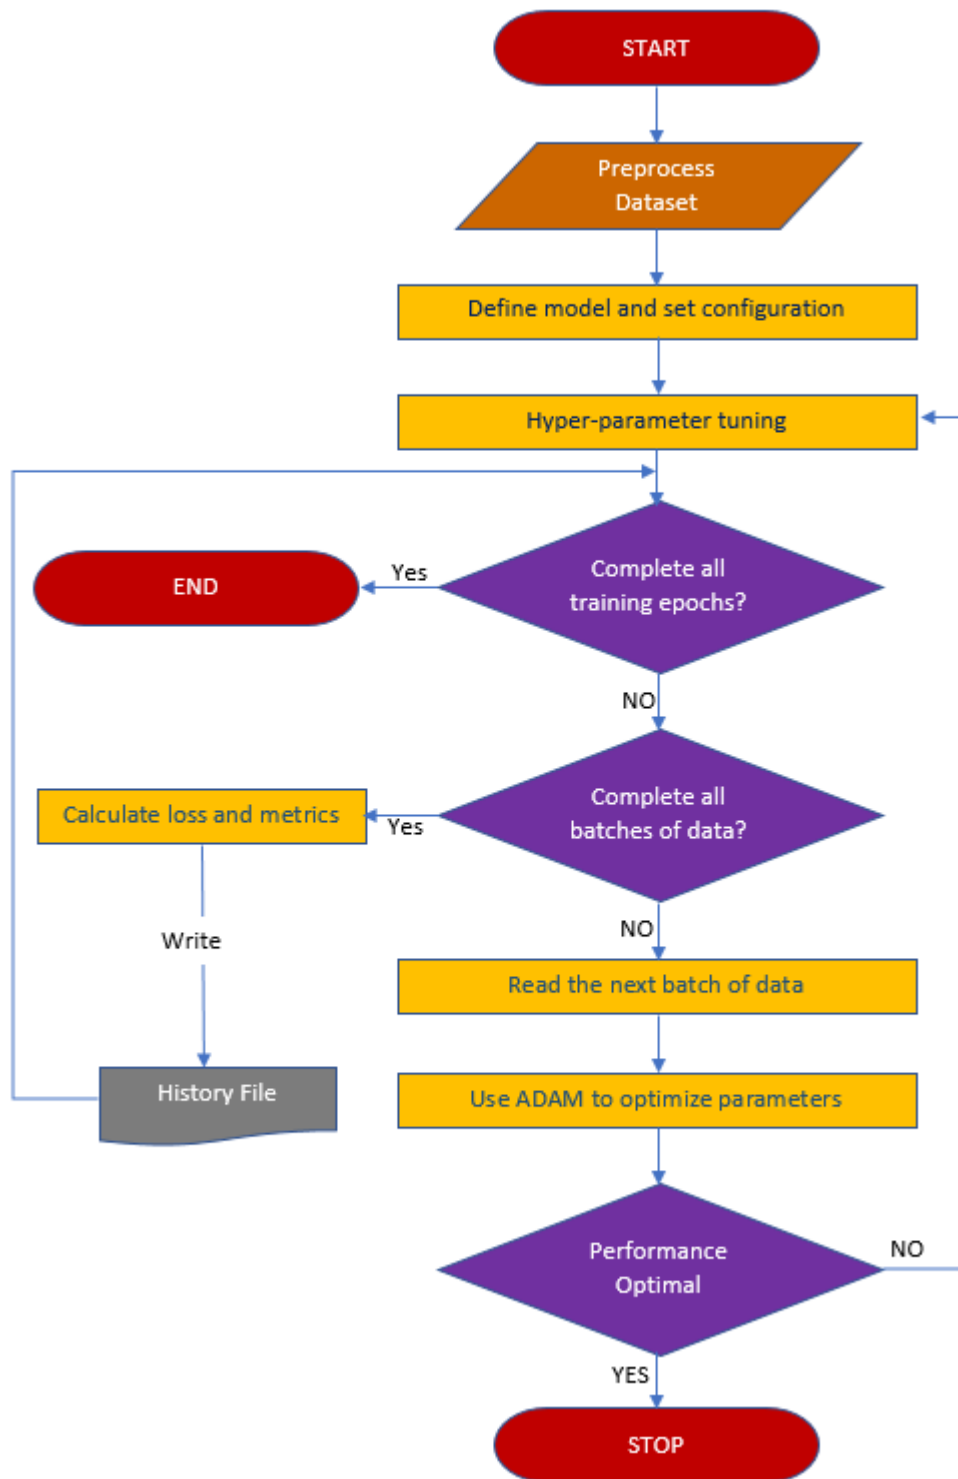 START
Preprocess
Dataset
Define model and set configuration
Hyper-parameter tuning
Complete all
training epochs?
Yes
END
NO
Complete all
batches of data?
Yes
Calculate loss and metrics
Write
History File
NO
Read the next batch of data
Use ADAM to optimize parameters
Performance
Optimal
NO
YES
STOP